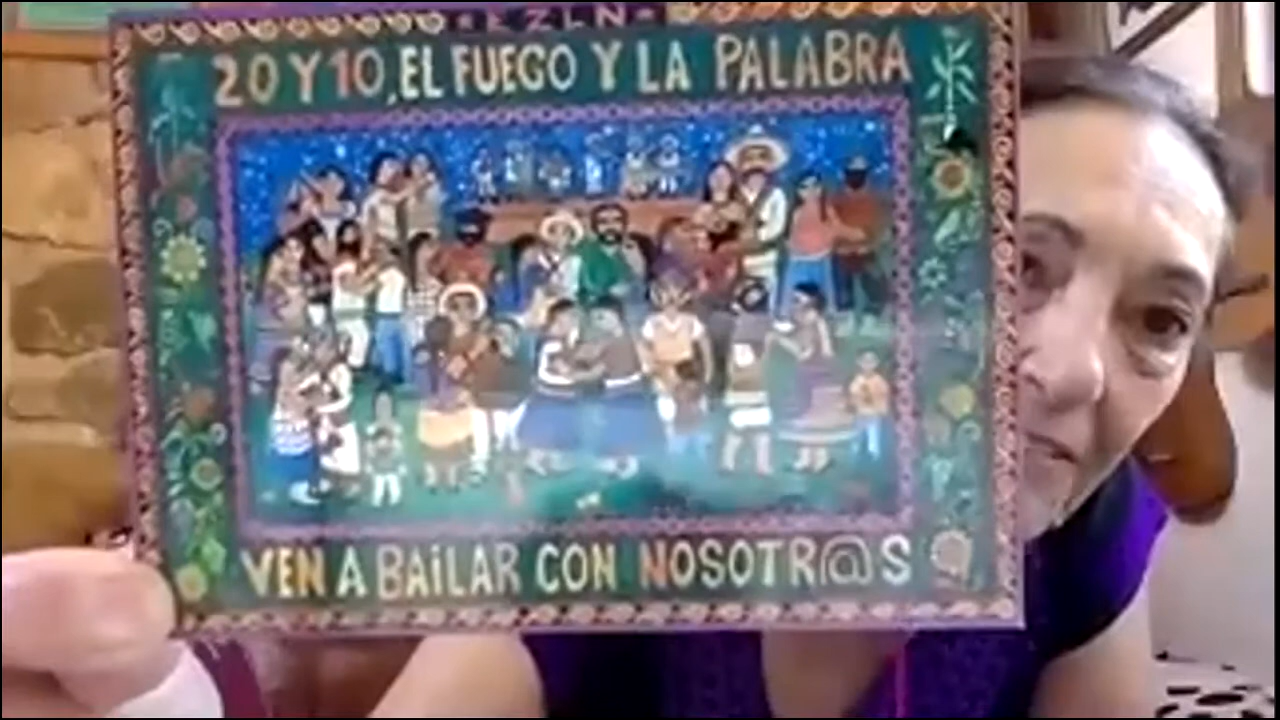 EZLN
20 Y 10, EL FUEGO Y LA PALABRA
VEN A BAiLAR CON NOSOTR@S